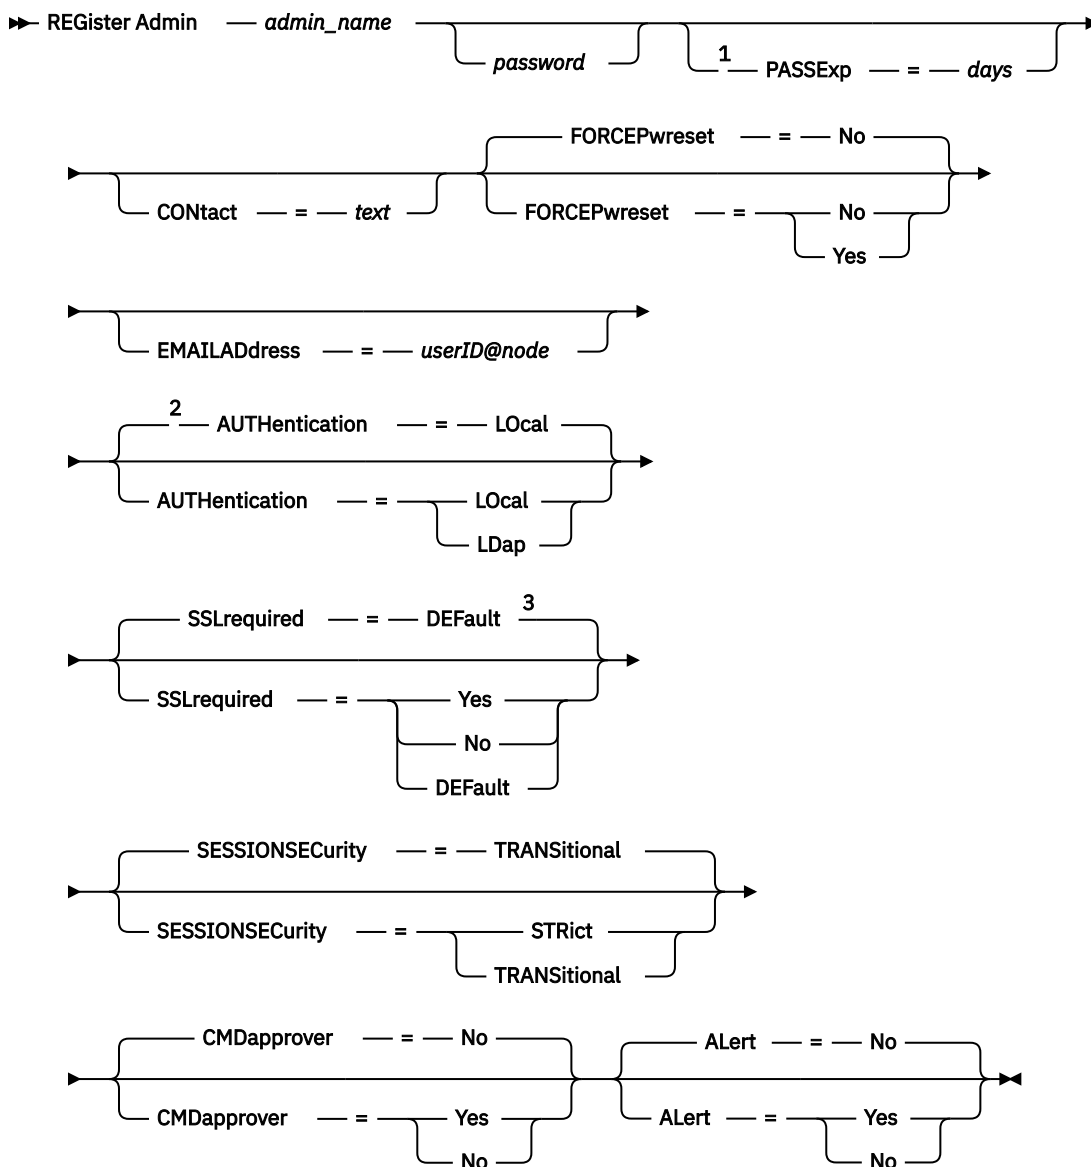 REGister Admin admin_name
password
1 PASSExp = days
FORCEPwreset = No
CONtact = text FORCEPwreset = No
Yes
EMAILADdress = userID@node
2 AUTHentication = LOcal
AUTHentication = LOcal
LDap
SSLrequired = DEFault 3
SSLrequired = Yes
No
DEFault
SESSIONSECurity = TRANSitional
SESSIONSECurity = STRict
TRANSitional
CMDapprover = No ALert = No
CMDapprover = Yes ALert = Yes
No No